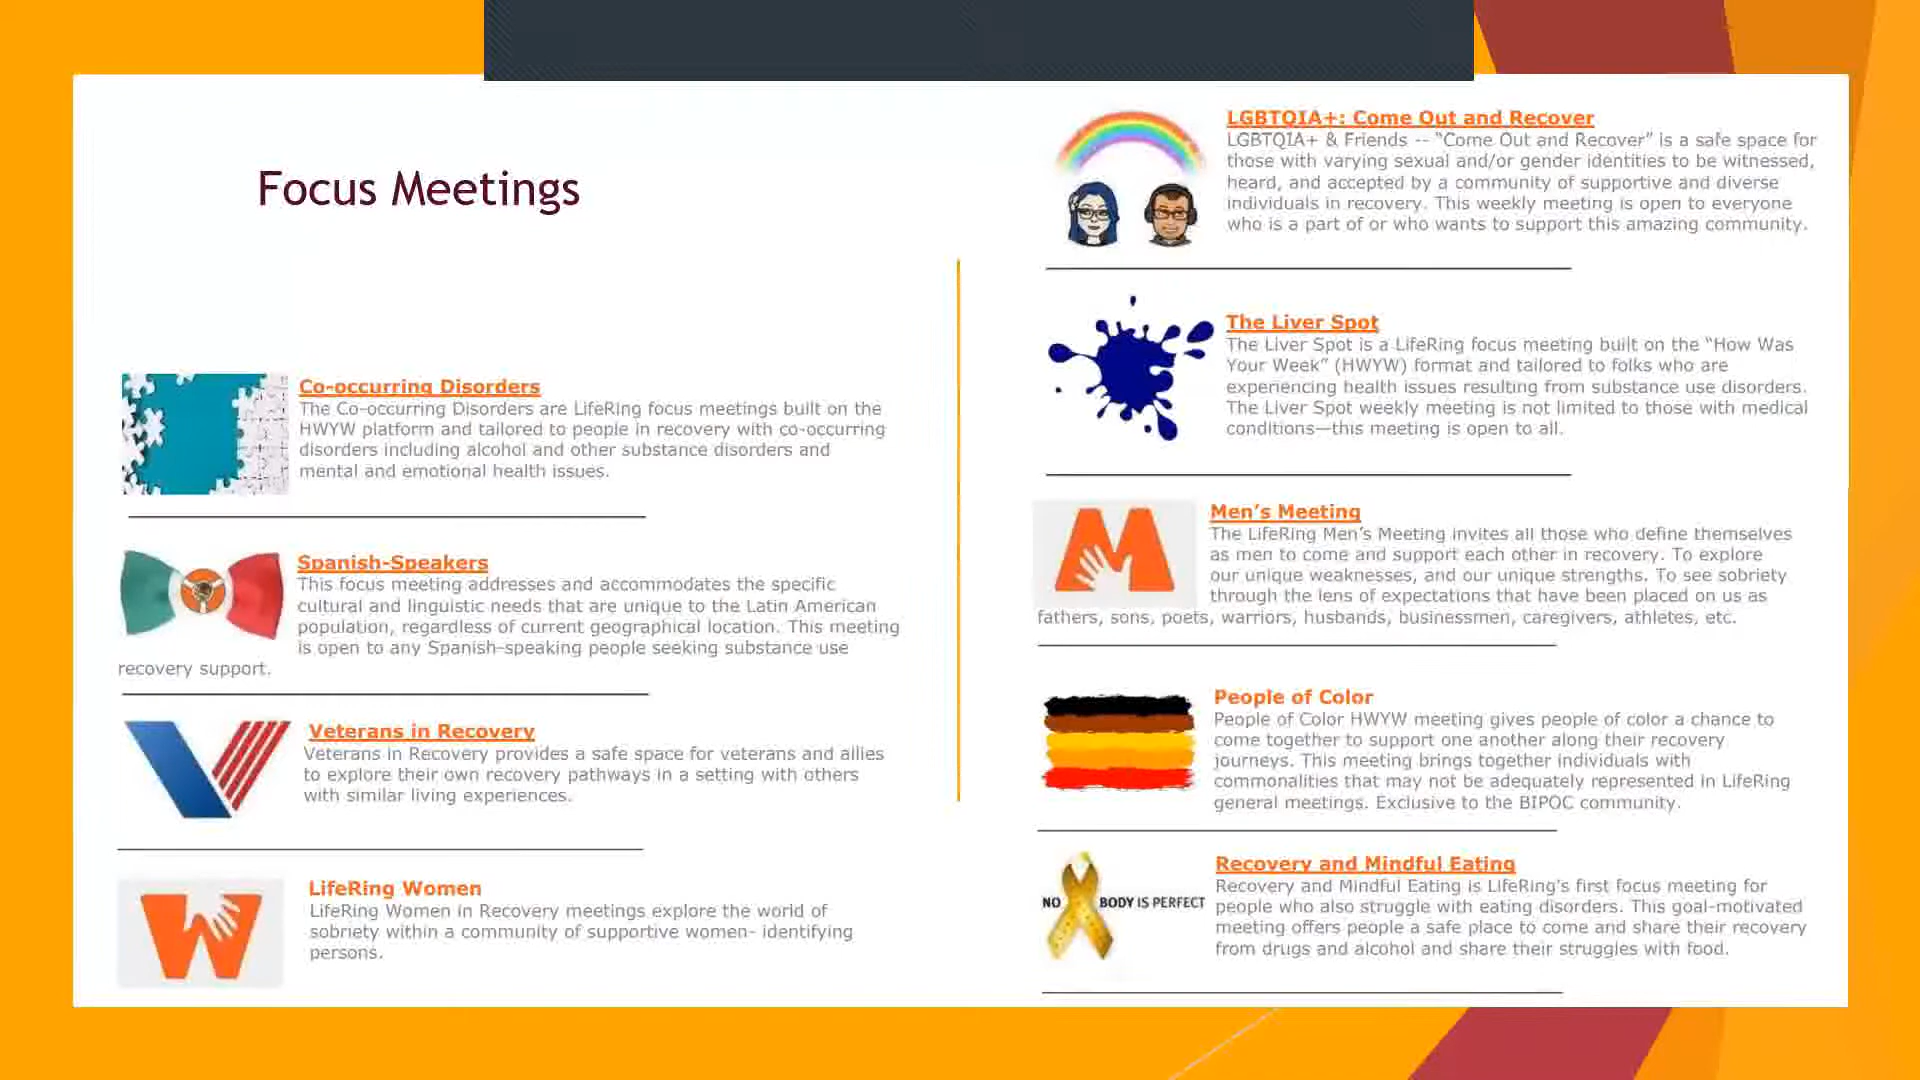 Focus Meetings
Co-occurring Disorders
The Co-occurring Disorders are LifeRing focus meetings built on the
HWYW platform and tailored to people in recovery with co-occurring
disorders including alcohol and other substance disorders and
mental and emotional health issues.
Spanish-Speakers
This focus meeting addresses and accommodates the specific
cultural and linguistic needs that are unique to the Latin American
population, regardless of current geographical location. This meeting
is open to any Spanish-speaking people seeking substance use
recovery support.
Veterans in Recovery
Veterans in Recovery provides a safe space for veterans and allies
to explore their own recovery pathways in a setting with others
with similar living experiences.
W
LifeRing Women
LifeRing Women in Recovery meetings explore the world of
sobriety within a community of supportive women- identifying
persons.
LGBTQIA+: Come Out and Recover
LGBTQIA+ & Friends -- “Come Out and Recover” is a safe space for
those with varying sexual and/or gender identities to be witnessed,
heard, and accepted by a community of supportive and diverse
individuals in recovery. This weekly meeting is open to everyone
who is a part of or who wants to support this amazing community.
The Liver Spot
The Liver Spot is a LifeRing focus meeting built on the “How Was
Your Week” (HWYW) format and tailored to folks who are
experiencing health issues resulting from substance use disorders.
The Liver Spot weekly meeting is not limited to those with medical
conditions—this meeting is open to all.
M
Men’s Meeting
The LifeRing Men’s Meeting invites all those who define themselves
as men to come and support each other in recovery. To explore
our unique weaknesses, and our unique strengths. To see sobriety
through the lens of expectations that have been placed on us as
fathers, sons, poets, warriors, husbands, businessmen, caregivers, athletes, etc.
People of Color
People of Color HWYW meeting gives people of color a chance to
come together to support one another along their recovery
journeys. This meeting brings together individuals with
commonalities that may not be adequately represented in LifeRing
general meetings. Exclusive to the BIPOC community.
NO BODY IS PERFECT
Recovery and Mindful Eating
Recovery and Mindful Eating is LifeRing’s first focus meeting for
people who also struggle with eating disorders. This goal-motivated
meeting offers people a safe place to come and share their recovery
from drugs and alcohol and share their struggles with food.